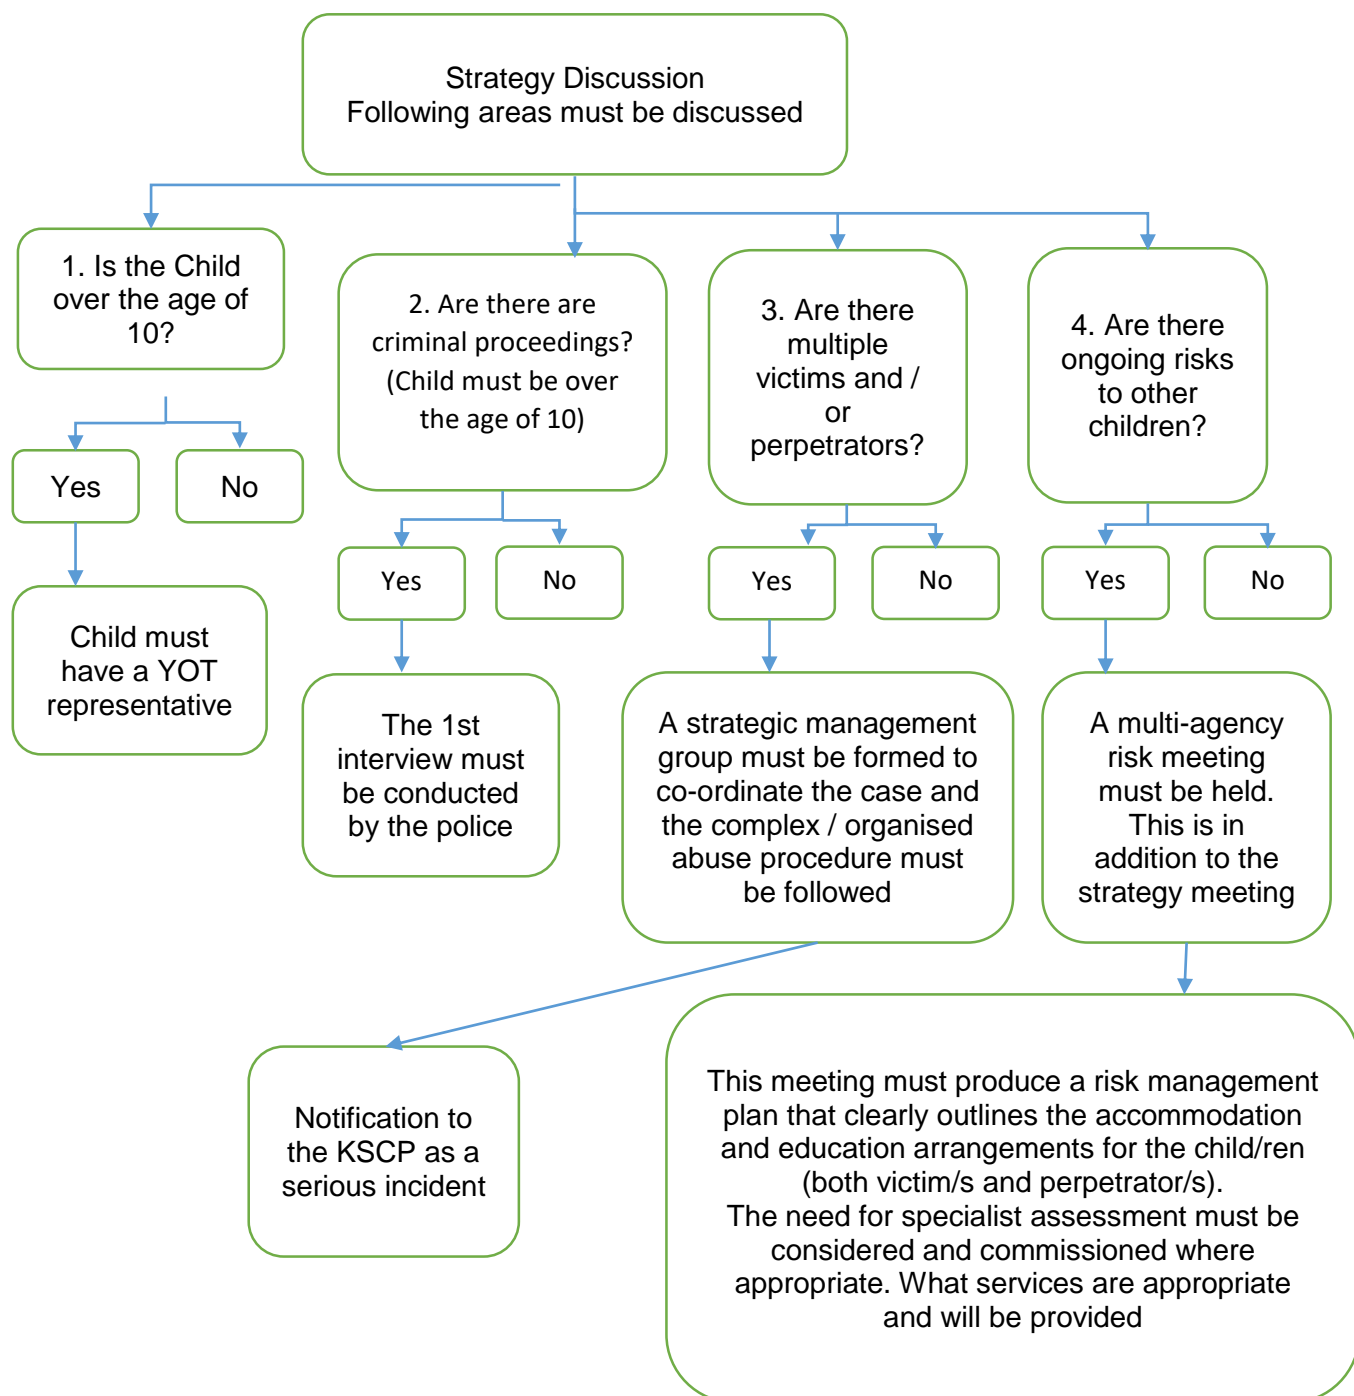 Strategy Discussion
Following areas must be discussed
1. Is the Child
over the age of
10?
Yes
No
Child must
have a YOT
representative
2. Are there are
criminal proceedings?
(Child must be over
the age of 10)
Yes
No
The 1st
interview must
be conducted
by the police
3. Are there
multiple
victims and /
or
perpetrators?
Yes
No
A strategic management
group must be formed to
co-ordinate the case and
the complex / organised
abuse procedure must
be followed
Notification to
the KSCP as a
serious incident
4. Are there
ongoing risks
to other
children?
Yes
No
A multi-agency
risk meeting
must be held.
This is in
addition to the
strategy meeting
This meeting must produce a risk management
plan that clearly outlines the accommodation
and education arrangements for the child/ren
(both victim/s and perpetrator/s).
The need for specialist assessment must be
considered and commissioned where
appropriate. What services are appropriate
and will be provided